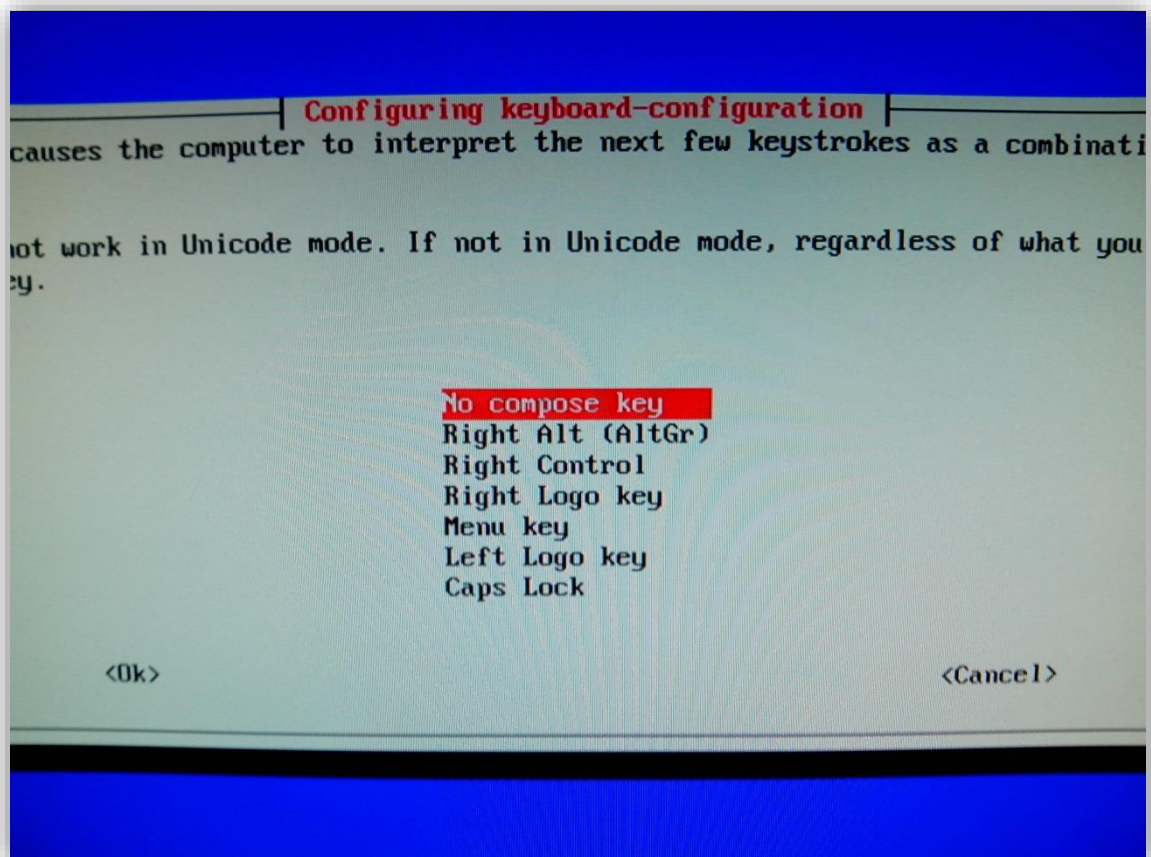 Configuring keyboard-configuration
causes the computer to interpret the next few keystrokes as a combinati
not work in Unicode mode. If not in Unicode mode, regardless of what you
ey.
No compose key
Right Alt (AltGr)
Right Control
Right Logo key
Menu key
Left Logo key
Caps Lock
<Ok> <Cancel>